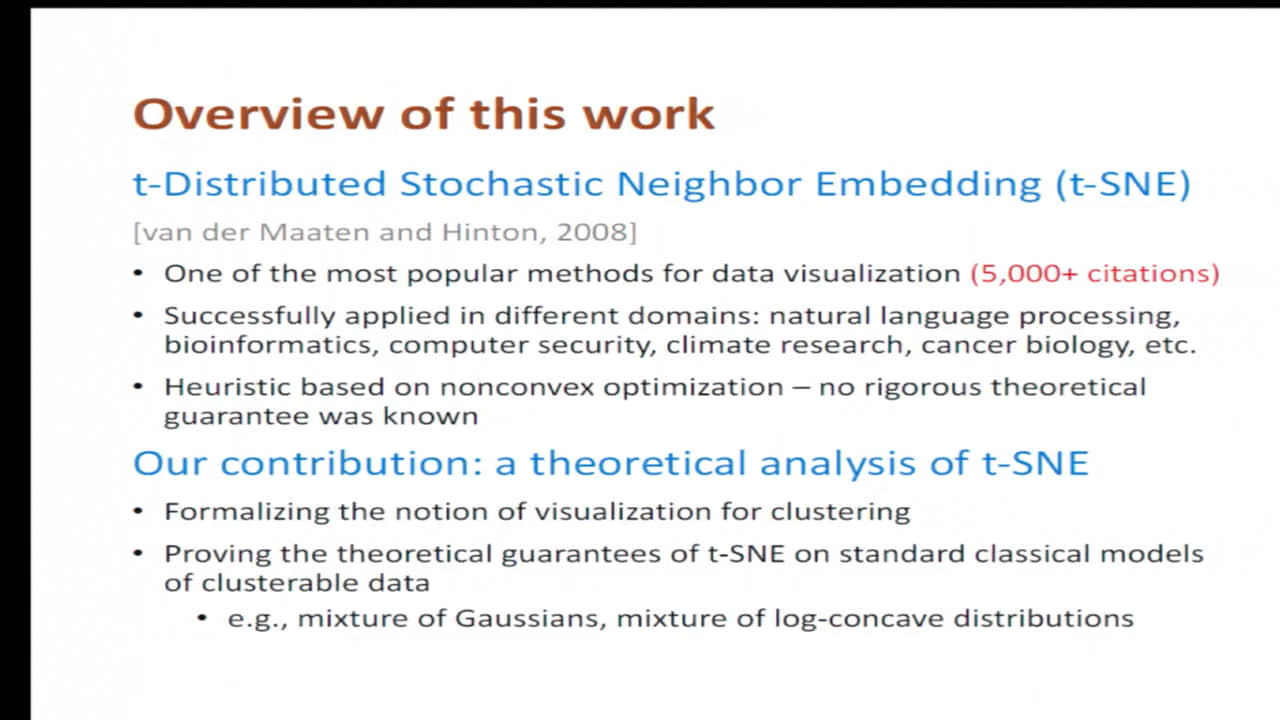 Overview of this work
t-Distributed Stochastic Neighbor Embedding (t-SNE)
[van der Maaten and Hinton, 2008]
• One of the most popular methods for data visualization (5,000+ citations)
• Successfully applied in different domains: natural language processing,
bioinformatics, computer security, climate research, cancer biology, etc.
• Heuristic based on nonconvex optimization – no rigorous theoretical
guarantee was known
Our contribution: a theoretical analysis of t-SNE
• Formalizing the notion of visualization for clustering
• Proving the theoretical guarantees of t-SNE on standard classical models
of clusterable data
• e.g., mixture of Gaussians, mixture of log-concave distributions